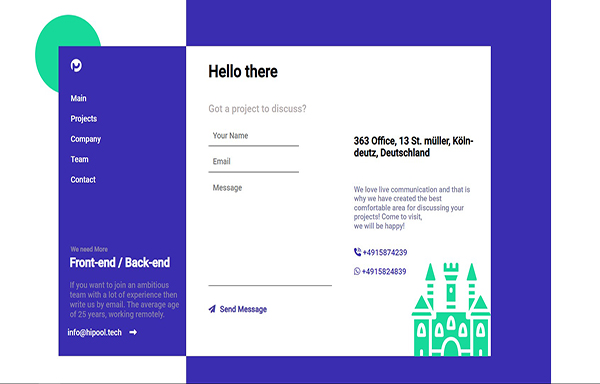 Main
Projects
Company
Team
Contact
We need More
Front-end / Back-end
If you want to join an ambitious
team with a lot of experience then
write us by email. The average age
of 25 years, working remotely.
info@hipool.tech
Hello there
Got a project to discuss?
Your Name
Email
Message
Send Message
363 Office, 13 St. müller, Köln-
deutz, Deutschland
We love live communication and that is
why we have created the best
comfortable area for discussing your
projects! Come to visit,
we will be happy!
+4915874239
+4915824839